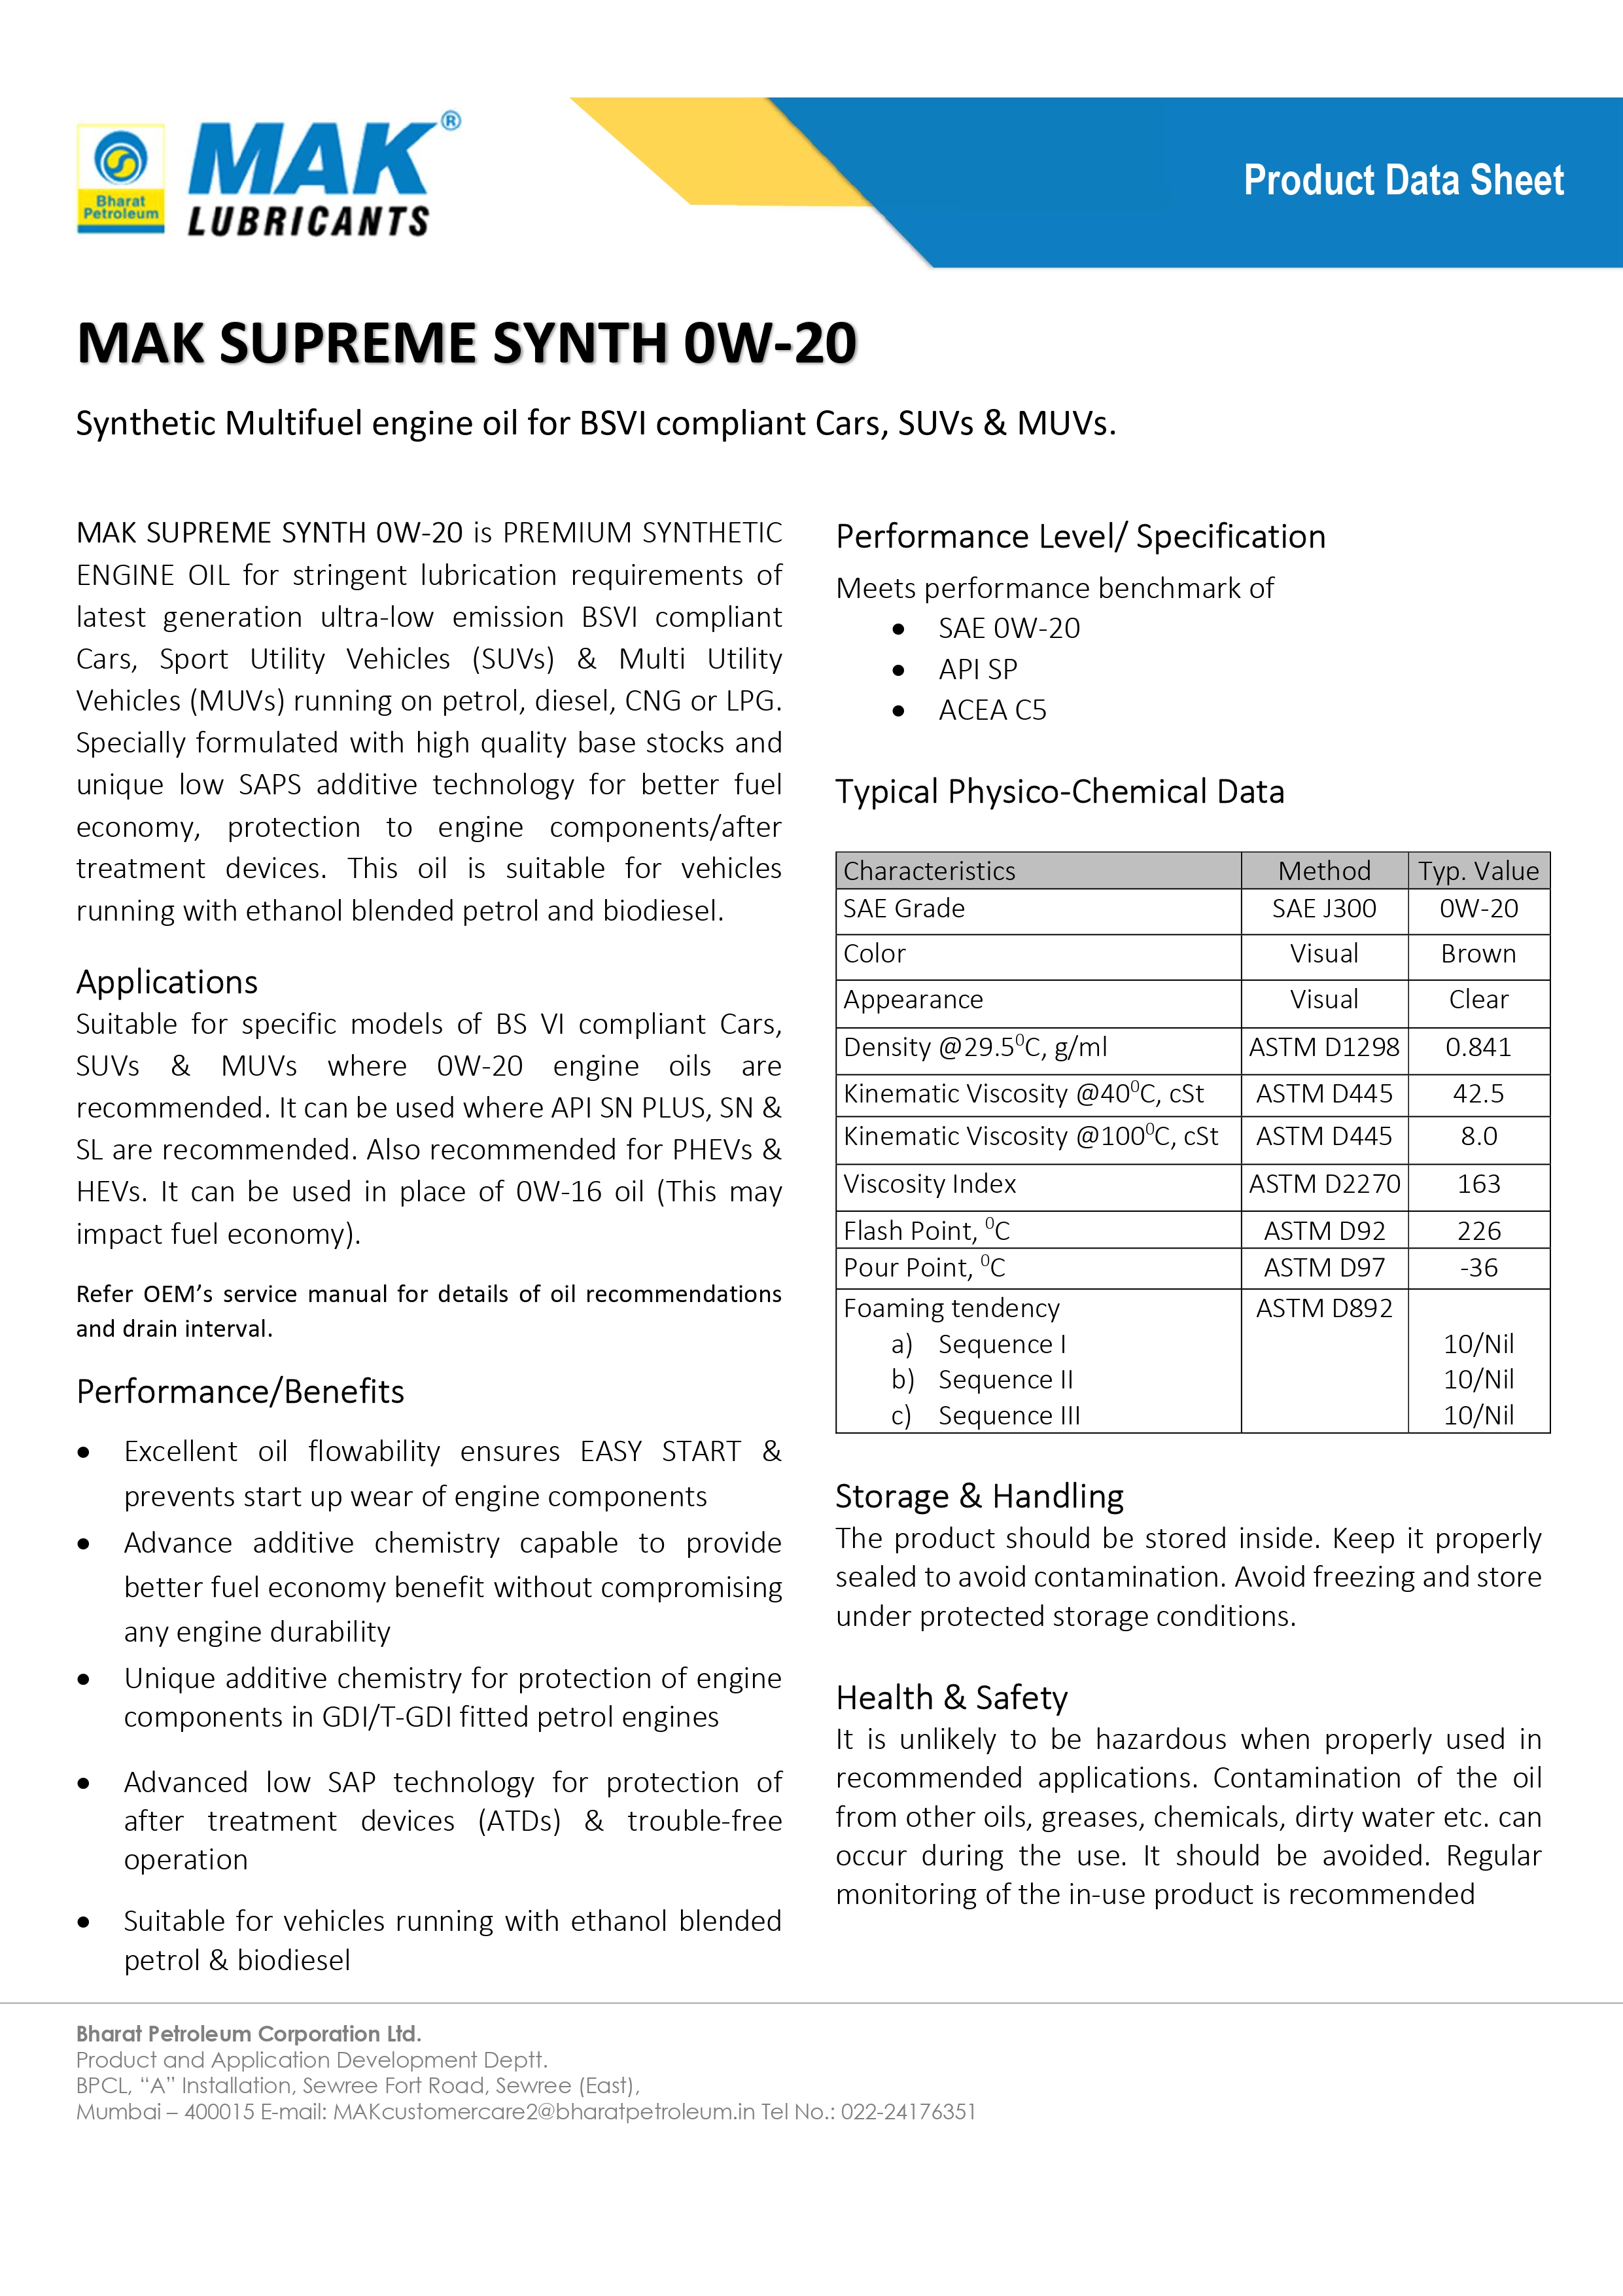 Bharat
Petroleum
MAK®
LUBRICANTS
Product Data Sheet
MAK SUPREME SYNTH 0W-20
Synthetic Multifuel engine oil for BSVI compliant Cars, SUVs & MUVs.
MAK SUPREME SYNTH 0W-20 is PREMIUM SYNTHETIC
ENGINE OIL for stringent lubrication requirements of
latest generation ultra-low emission BSVI compliant
Cars, Sport Utility Vehicles (SUVs) & Multi Utility
Vehicles (MUVs) running on petrol, diesel, CNG or LPG.
Specially formulated with high quality base stocks and
unique low SAPS additive technology for better fuel
economy, protection to engine components/after
treatment devices. This oil is suitable for vehicles
running with ethanol blended petrol and biodiesel.
Applications
Suitable for specific models of BS VI compliant Cars,
SUVs & MUVs where 0W-20 engine oils are
recommended. It can be used where API SN PLUS, SN &
SL are recommended. Also recommended for PHEVs &
HEVs. It can be used in place of 0W-16 oil (This may
impact fuel economy).
Refer OEM’s service manual for details of oil recommendations
and drain interval.
Performance/Benefits
• Excellent oil flowability ensures EASY START &
prevents start up wear of engine components
• Advance additive chemistry capable to provide
better fuel economy benefit without compromising
any engine durability
• Unique additive chemistry for protection of engine
components in GDI/T-GDI fitted petrol engines
• Advanced low SAP technology for protection of
after treatment devices (ATDs) & trouble-free
operation
• Suitable for vehicles running with ethanol blended
petrol & biodiesel
Performance Level/ Specification
Meets performance benchmark of
• SAE 0W-20
• API SP
• ACEA C5
Typical Physico-Chemical Data
Characteristics Method Typ. Value
SAE Grade SAE J300 0W-20
Color Visual Brown
Appearance Visual Clear
Density @29.5⁰C, g/ml ASTM D1298 0.841
Kinematic Viscosity @40⁰C, cSt ASTM D445 42.5
Kinematic Viscosity @100⁰C, cSt ASTM D445 8.0
Viscosity Index ASTM D2270 163
Flash Point, ⁰C ASTM D92 226
Pour Point, ⁰C ASTM D97 -36
Foaming tendency ASTM D892
a) Sequence I 10/Nil
b) Sequence II 10/Nil
c) Sequence III 10/Nil
Storage & Handling
The product should be stored inside. Keep it properly
sealed to avoid contamination. Avoid freezing and store
under protected storage conditions.
Health & Safety
It is unlikely to be hazardous when properly used in
recommended applications. Contamination of the oil
from other oils, greases, chemicals, dirty water etc. can
occur during the use. It should be avoided. Regular
monitoring of the in-use product is recommended
Bharat Petroleum Corporation Ltd.
Product and Application Development Deptt.
BPCL, “A” Installation, Sewree Fort Road, Sewree (East),
Mumbai – 400015 E-mail: MAKcustomercare2@bharatpetroleum.in Tel No.: 022-24176351